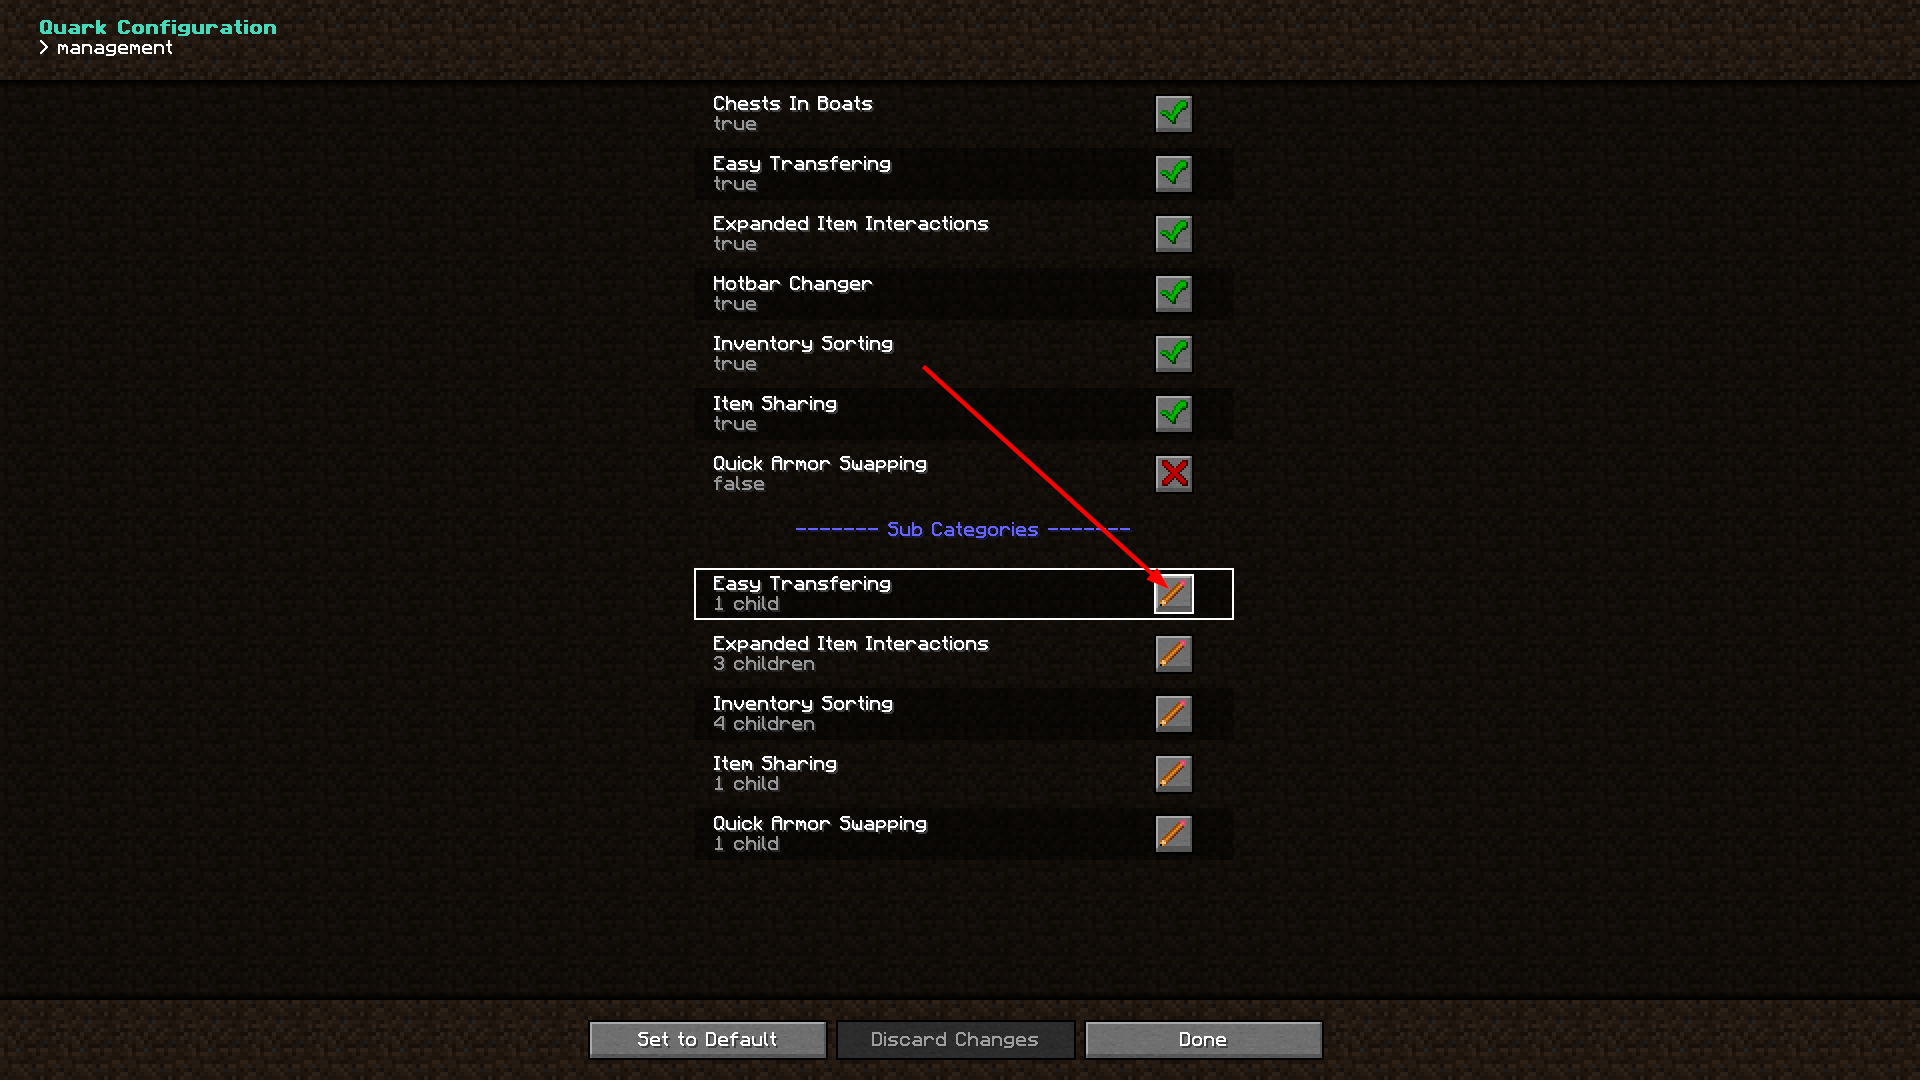 Quark Configuration
> management
Chests In Boats
true
Easy Transfering
true
Expanded Item Interactions
true
Hotbar Changer
true
Inventory Sorting
true
Item Sharing
true
Quick Armor Swapping
false
------- Sub Categories -------
Easy Transfering
1 child
Expanded Item Interactions
3 children
Inventory Sorting
4 children
Item Sharing
1 child
Quick Armor Swapping
1 child
Set to Default
Discard Changes
Done